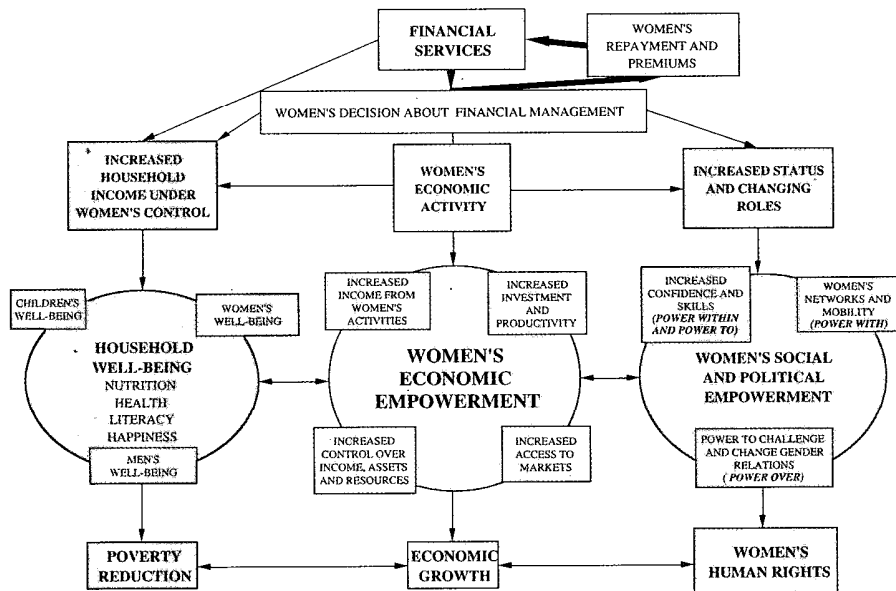 FINANCIAL
SERVICES
WOMEN'S
REPAYMENT AND
PREMIUMS
WOMEN'S DECISION ABOUT FINANCIAL MANAGEMENT
INCREASED
HOUSEHOLD
INCOME UNDER
WOMEN'S CONTROL
WOMEN'S
ECONOMIC
ACTIVITY
INCREASED STATUS
AND CHANGING
ROLES
CHILDREN'S
WELL-BEING
WOMEN'S
WELL-BEING
HOUSEHOLD
WELL-BEING
NUTRITION
HEALTH
LITERACY
HAPPINESS
MEN'S
WELL-BEING
INCREASED
INCOME FROM
WOMEN'S
ACTIVITIES
INCREASED
INVESTMENT
AND
PRODUCTIVITY
WOMEN'S
ECONOMIC
EMPOWERMENT
INCREASED
CONTROL OVER
INCOME, ASSETS
AND RESOURCES
INCREASED
ACCESS TO
MARKETS
INCREASED
CONFIDENCE AND
SKILLS
(POWER WITHIN
AND POWER TO)
WOMEN'S
NETWORKS AND
MOBILITY
(POWER WITH)
WOMEN'S SOCIAL
AND POLITICAL
EMPOWERMENT
POWER TO CHALLENGE
AND CHANGE GENDER
RELATIONS
( POWER OVER)
POVERTY
REDUCTION
ECONOMIC
GROWTH
WOMEN'S
HUMAN RIGHTS